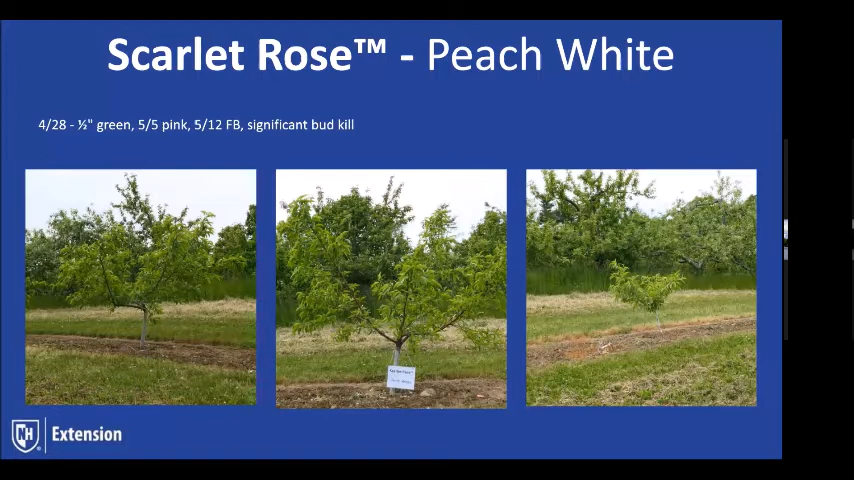 Scarlet Rose™ - Peach White
4/28 - ½" green, 5/5 pink, 5/12 FB, significant bud kill
NH
Extension